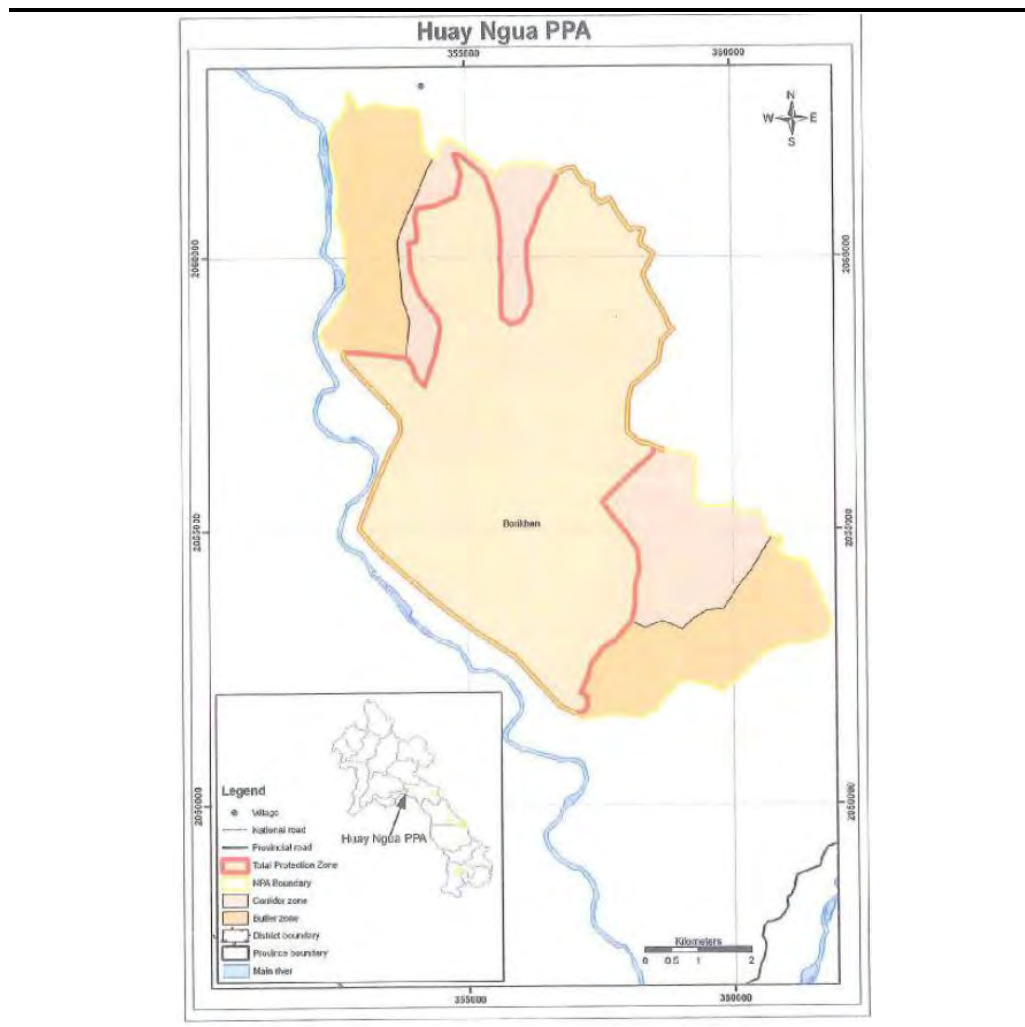 Huay Ngua PPA
355000
360000
N
W E
S
2060000
2060000
Borikhan
2055000
2055000
Legend
Village
National road
Provincial road
Total Protection Zone
NPA Boundary
Corridor zone
Buffer zone
District boundary
Province boundary
Main river
Huay Ngua PPA
2050000
2050000
Kilometers
0 0.5 1 2
355000
360000